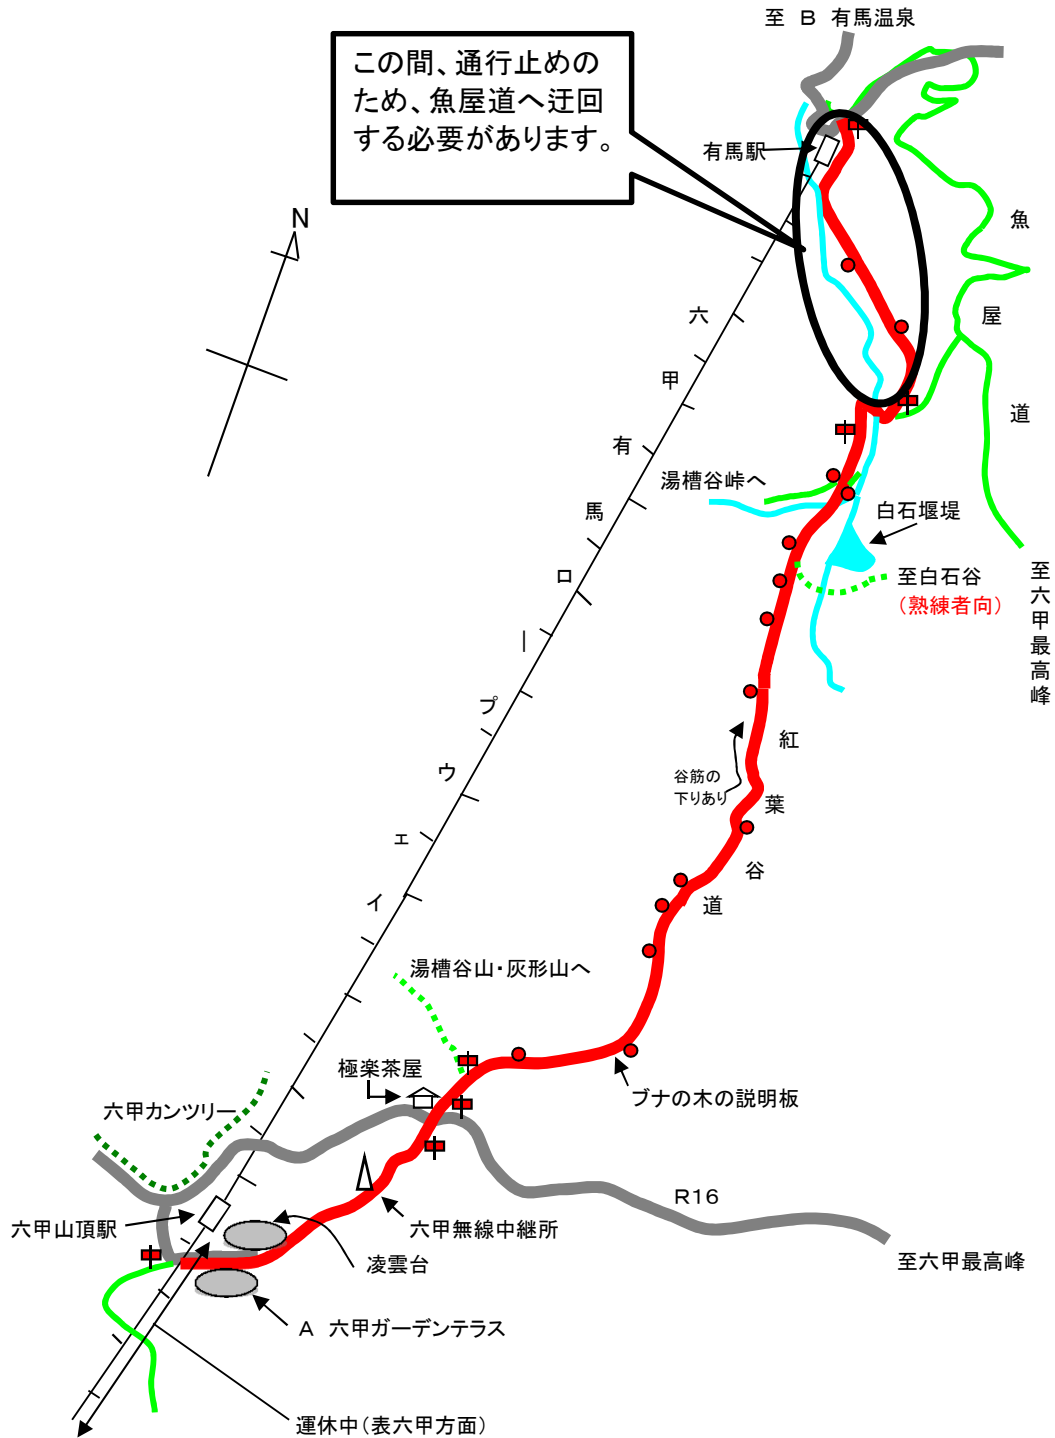 至 B 有馬温泉
この間、通行止めの
ため、魚屋道へ迂回
する必要があります。
有馬駅
N
魚屋道
六甲有馬ロープウェイ
湯槽谷峠へ
白石堰堤
至白石谷
(熟練者向)
至六甲最高峰
紅葉谷道
谷筋の
下りあり
湯槽谷山・灰形山へ
極楽茶屋
ブナの木の説明板
六甲カンツリー
R16
六甲山頂駅
六甲無線中継所
凌雲台
至六甲最高峰
A 六甲ガーデンテラス
運休中(表六甲方面)